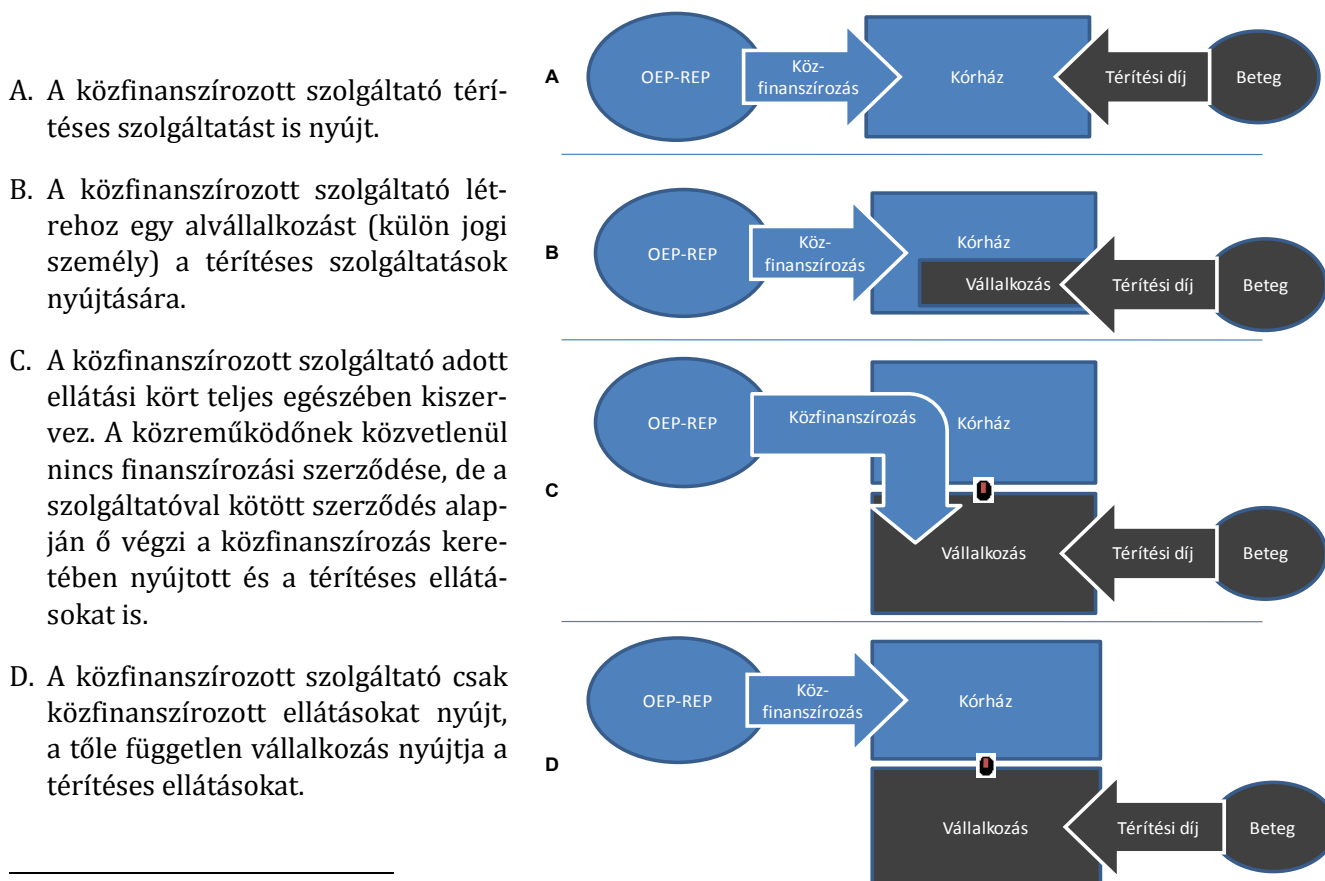 A. A közfinanszírozott szolgáltató térí-
téses szolgáltatást is nyújt.
B. A közfinanszírozott szolgáltató lét-
rehoz egy alvállalkozást (külön jogi
személy) a térítéses szolgáltatások
nyújtására.
C. A közfinanszírozott szolgáltató adott
ellátási kört teljes egészében kiszer-
vez. A közreműködőnek közvetlenül
nincs finanszírozási szerződése, de a
szolgáltatóval kötött szerződés alap-
ján ő végzi a közfinanszírozás kere-
tében nyújtott és a térítéses ellátá-
sokat is.
D. A közfinanszírozott szolgáltató csak
közfinanszírozott ellátásokat nyújt,
a tőle független vállalkozás nyújtja a
térítéses ellátásokat.
A
OEP-REP
Köz-
finanszírozás
Kórház
Térítési díj
Beteg
B
OEP-REP
Köz-
finanszírozás
Kórház
Vállalkozás
Térítési díj
Beteg
C
OEP-REP
Közfinanszírozás
Kórház
Vállalkozás
Térítési díj
Beteg
D
OEP-REP
Köz-
finanszírozás
Kórház
Vállalkozás
Térítési díj
Beteg